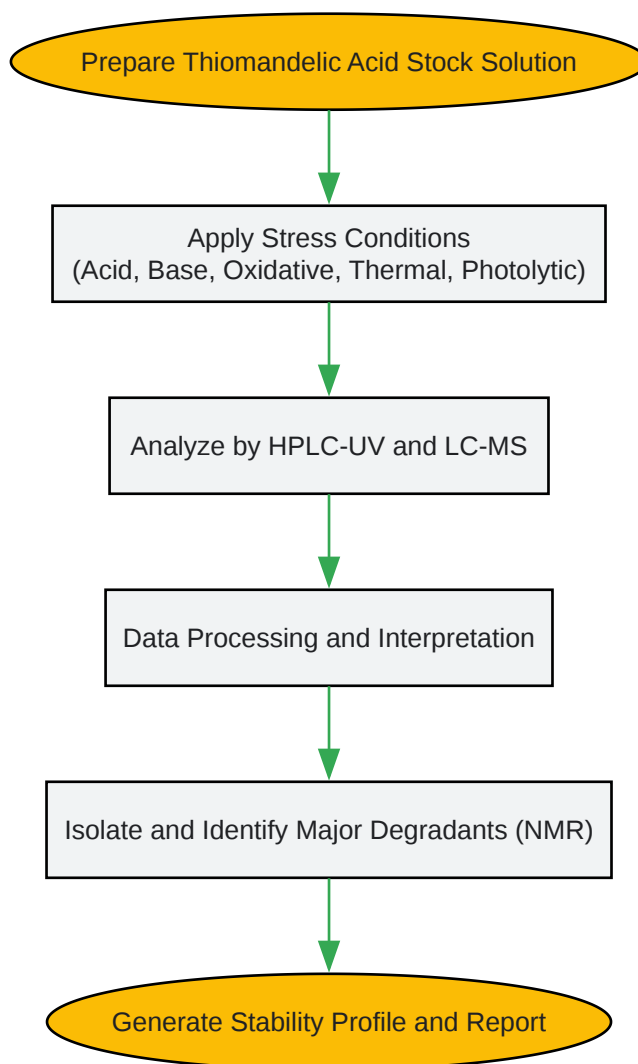 Prepare Thiomandelic Acid Stock Solution
Apply Stress Conditions
(Acid, Base, Oxidative, Thermal, Photolytic)
Analyze by HPLC-UV and LC-MS
Data Processing and Interpretation
Isolate and Identify Major Degradants (NMR)
Generate Stability Profile and Report